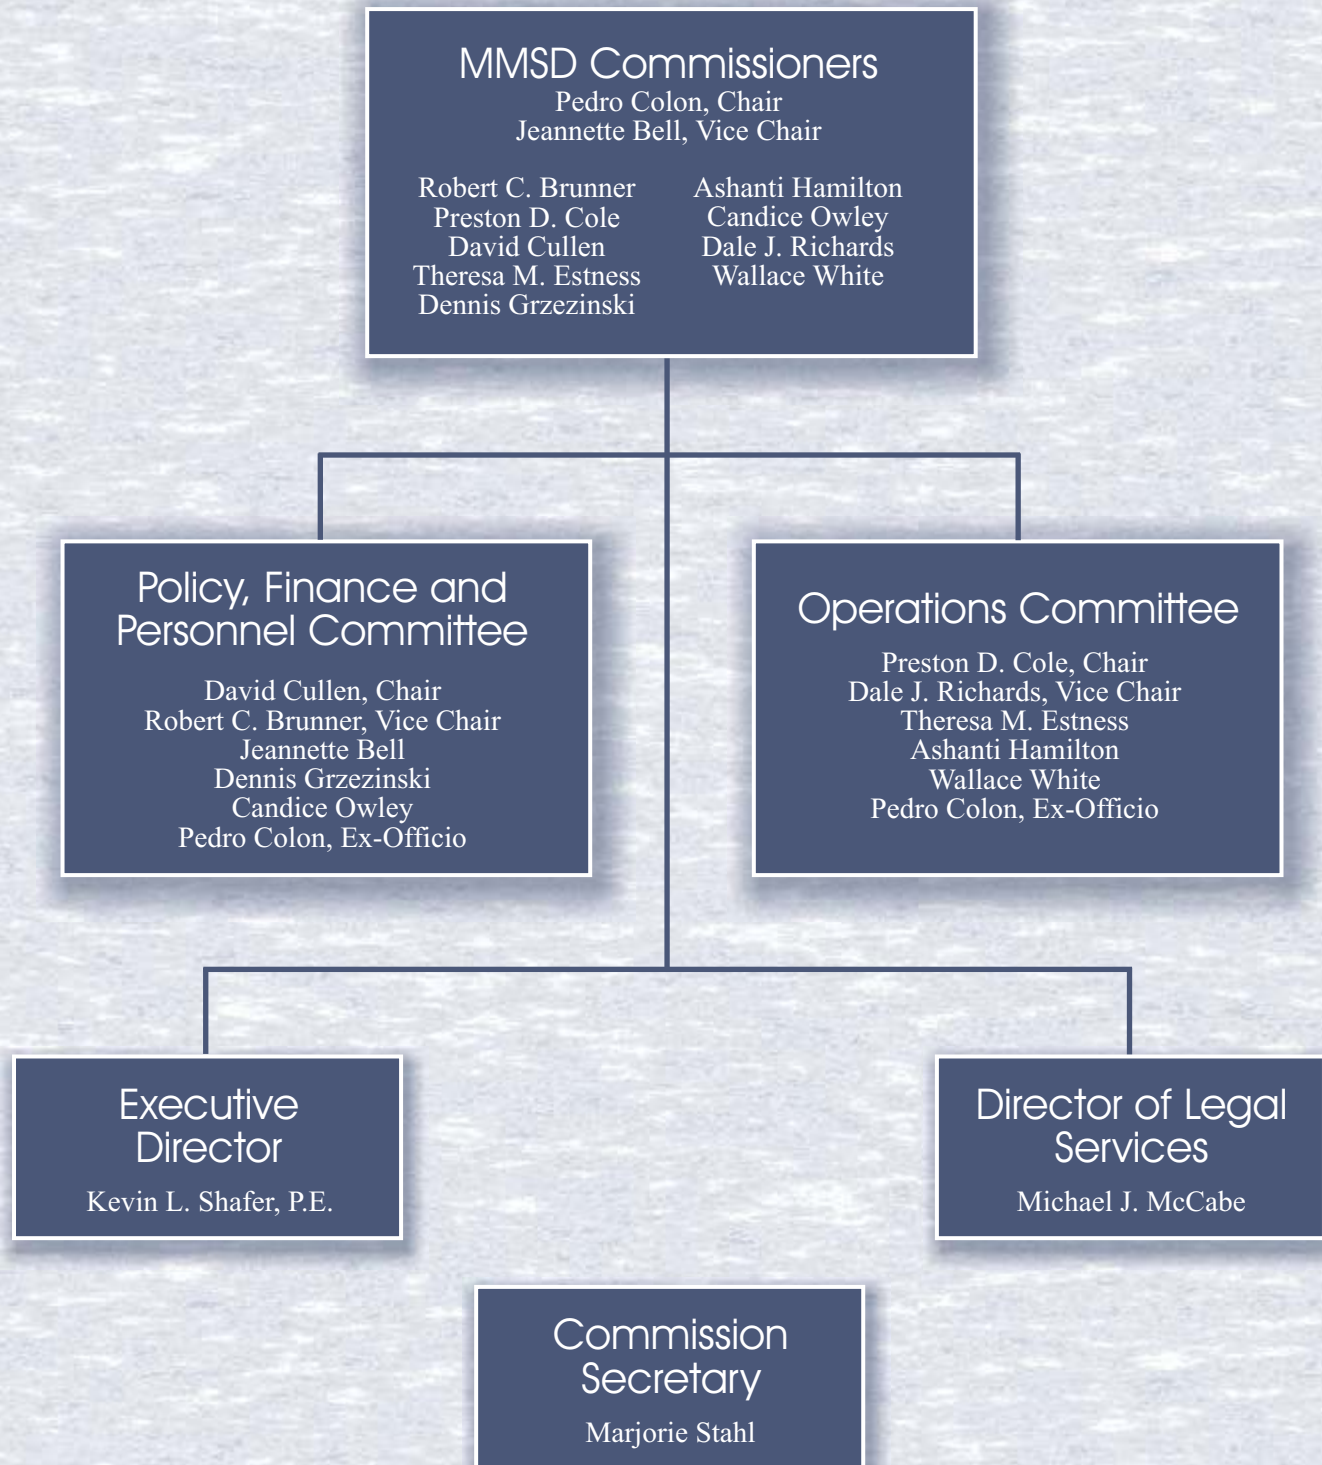 MMSD Commissioners
Pedro Colon, Chair
Jeannette Bell, Vice Chair
Robert C. Brunner
Preston D. Cole
David Cullen
Theresa M. Estness
Dennis Grzezinski
Ashanti Hamilton
Candice Owley
Dale J. Richards
Wallace White
Policy, Finance and
Personnel Committee
David Cullen, Chair
Robert C. Brunner, Vice Chair
Jeannette Bell
Dennis Grzezinski
Candice Owley
Pedro Colon, Ex-Officio
Operations Committee
Preston D. Cole, Chair
Dale J. Richards, Vice Chair
Theresa M. Estness
Ashanti Hamilton
Wallace White
Pedro Colon, Ex-Officio
Executive
Director
Kevin L. Shafer, P.E.
Director of Legal
Services
Michael J. McCabe
Commission
Secretary
Marjorie Stahl